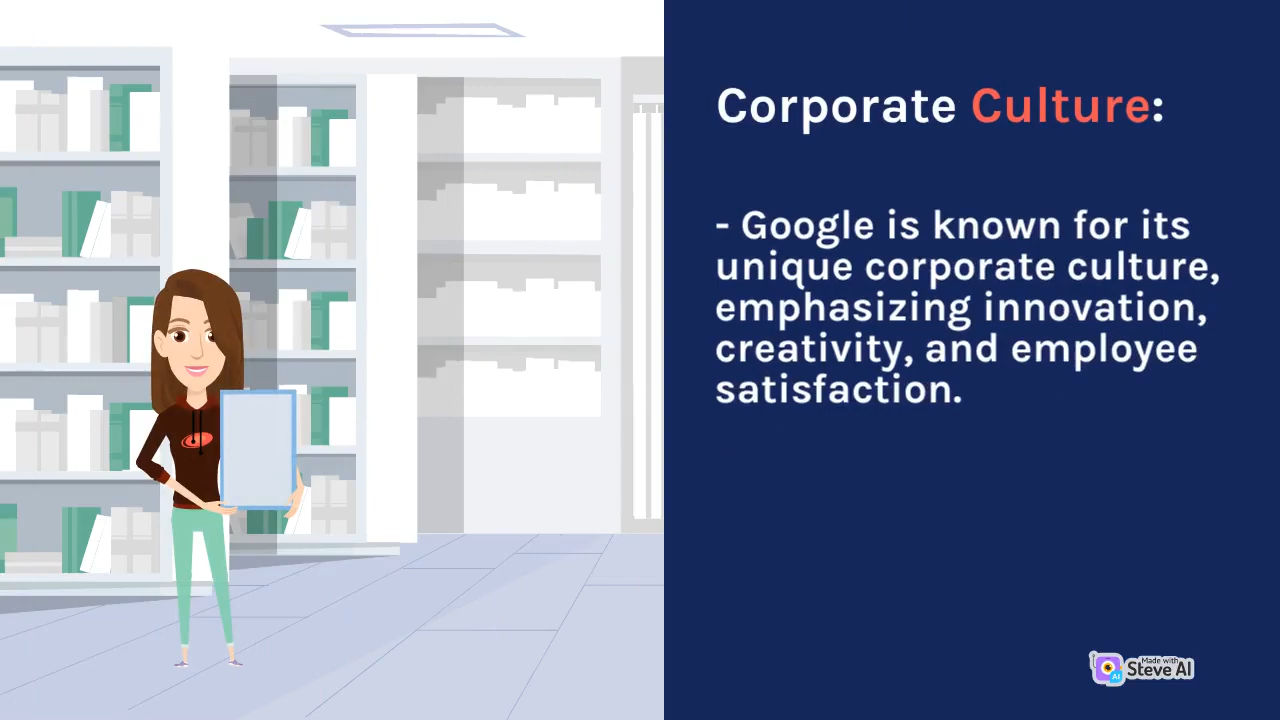 Corporate Culture:
- Google is known for its
unique corporate culture,
emphasizing innovation,
creativity, and employee
satisfaction.
Made with
Steve AI
AI